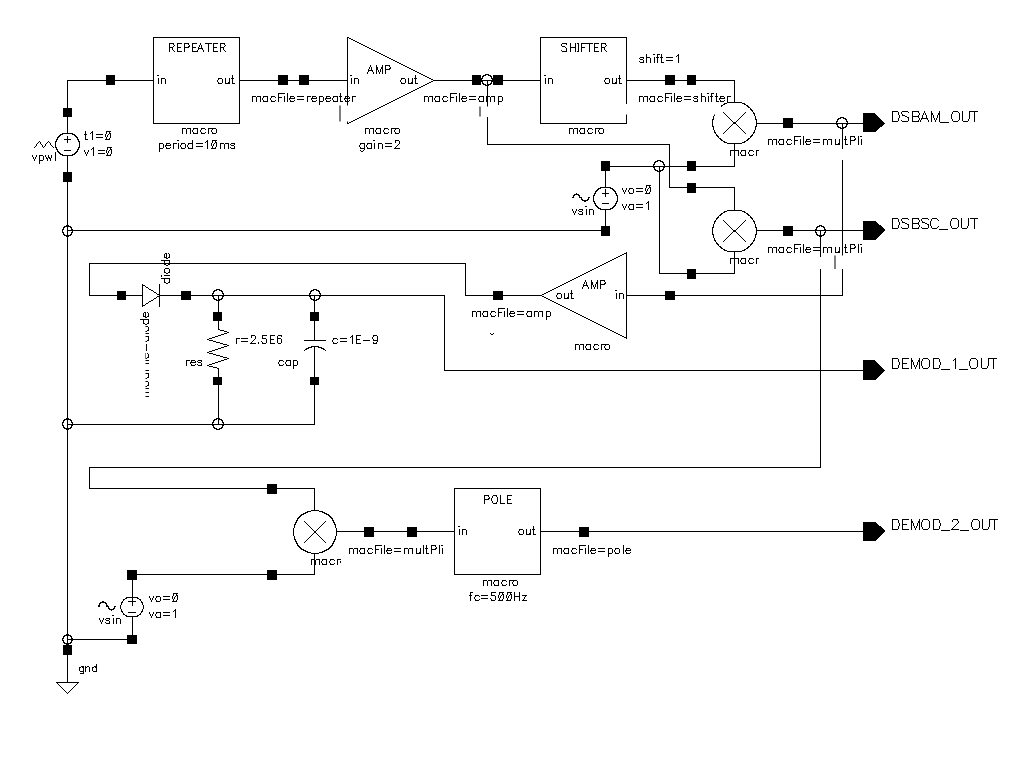 REPEATER
in out
macro
period=10ms
macFile=repeater
AMP
in out
macro
gain=2
macFile=amp
SHIFTER
in out
macro
shift=1
macFile=shifter
macr
macFile=multPli
DSBAM_OUT
t1=0
v1=0
vpwl
vo=0
va=1
vsin
macr
macFile=multPli
DSBSC_OUT
diode
AMP
out in
macFile=amp
macro
r=2.5E6
res
c=1E-9
cap
DEMOD_1_OUT
macr
macFile=multPli
POLE
in out
macro
fc=500Hz
macFile=pole
DEMOD_2_OUT
vo=0
va=1
vsin
gnd